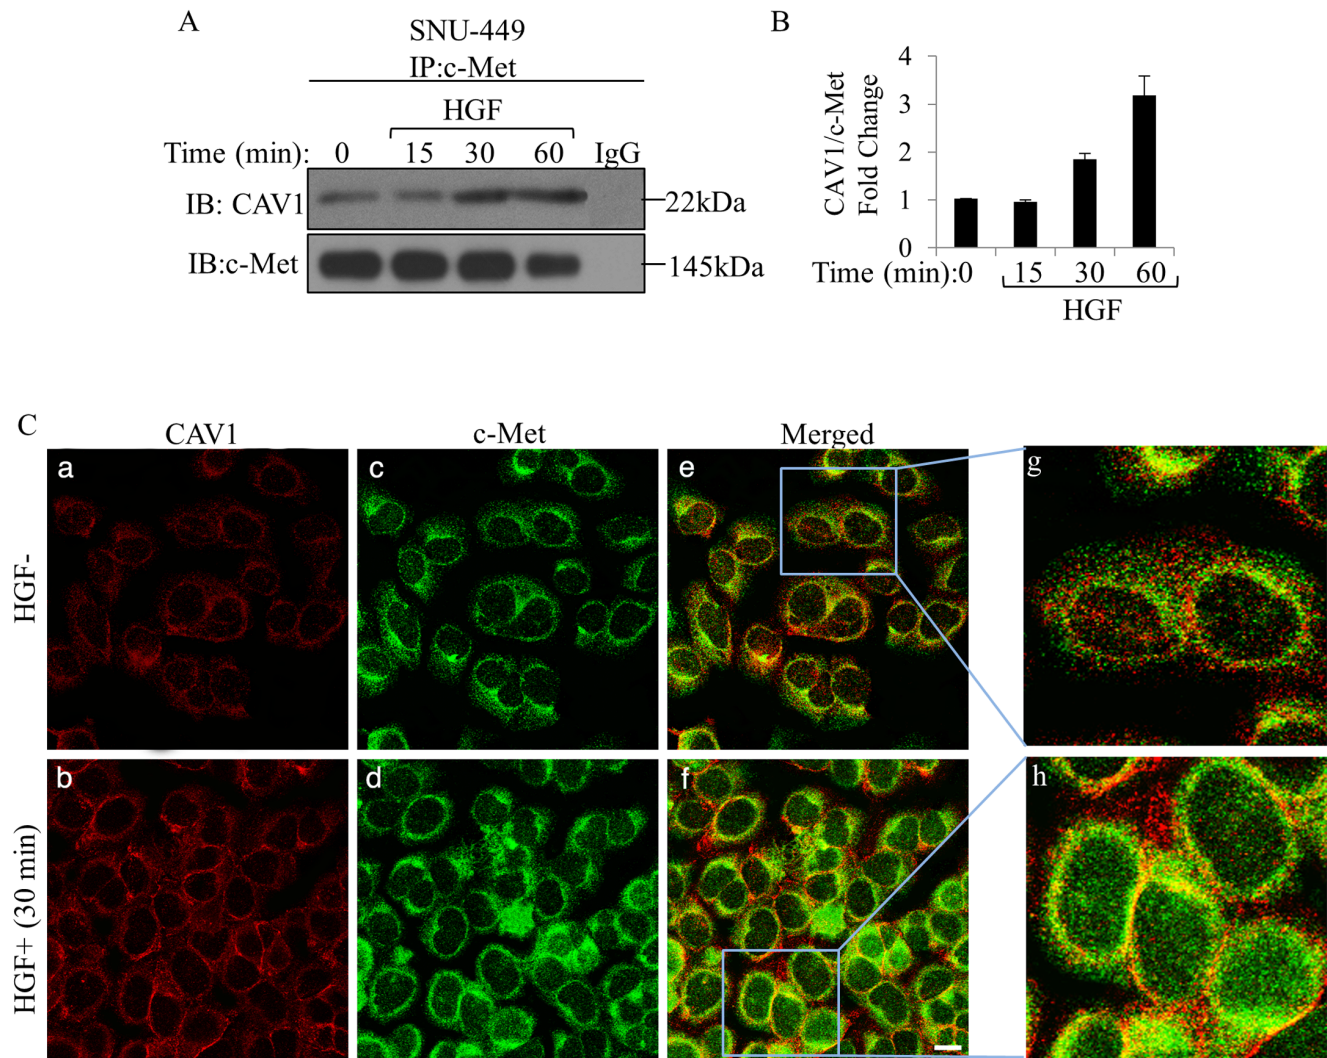 A
SNU-449
IP:c-Met
HGF
Time (min): 0 15 30 60 IgG
IB: CAV1
22kDa
IB:c-Met
145kDa
B
CAV1/c-Met
Fold Change
4
3
2
1
0
Time (min):0 15 30 60
HGF
C
CAV1 c-Met Merged
HGF-
a c e g
HGF+ (30 min)
b d f h